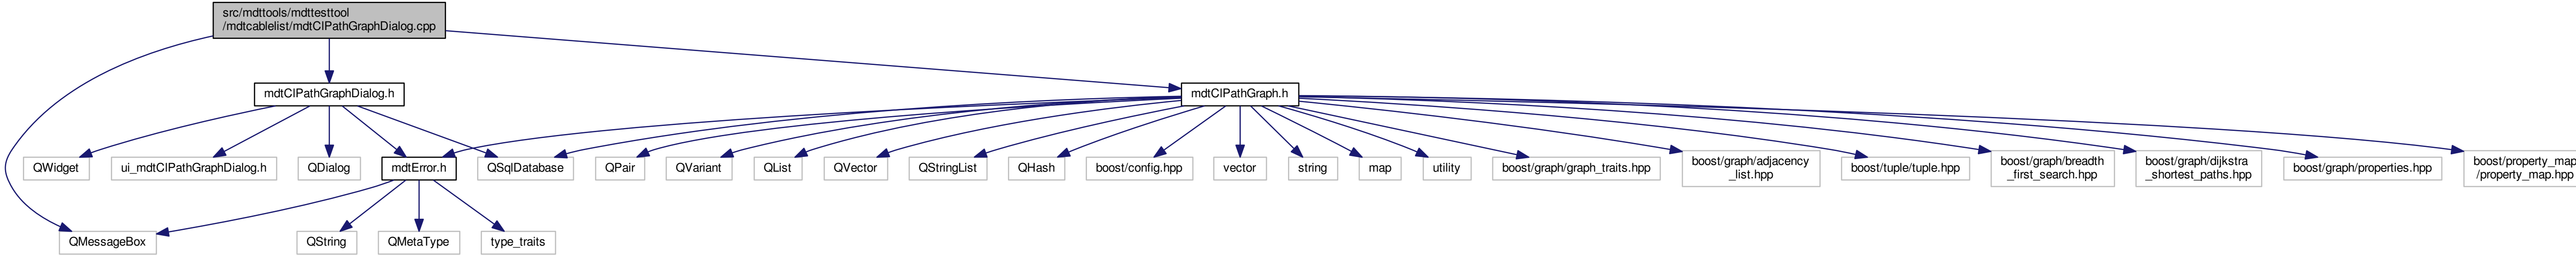 src/mdttools/mdttesttool
/mdtcablelist/mdtClPathGraphDialog.cpp
mdtClPathGraphDialog.h
mdtClPathGraph.h
QWidget
ui_mdtClPathGraphDialog.h
QDialog
mdtError.h
QSqlDatabase
QPair
QVariant
QList
QVector
QStringList
QHash
boost/config.hpp
vector
string
map
utility
boost/graph/graph_traits.hpp
boost/graph/adjacency
_list.hpp
boost/tuple/tuple.hpp
boost/graph/breadth
_first_search.hpp
boost/graph/dijkstra
_shortest_paths.hpp
boost/graph/properties.hpp
boost/property_map
/property_map.hpp
QMessageBox
QString
QMetaType
type_traits